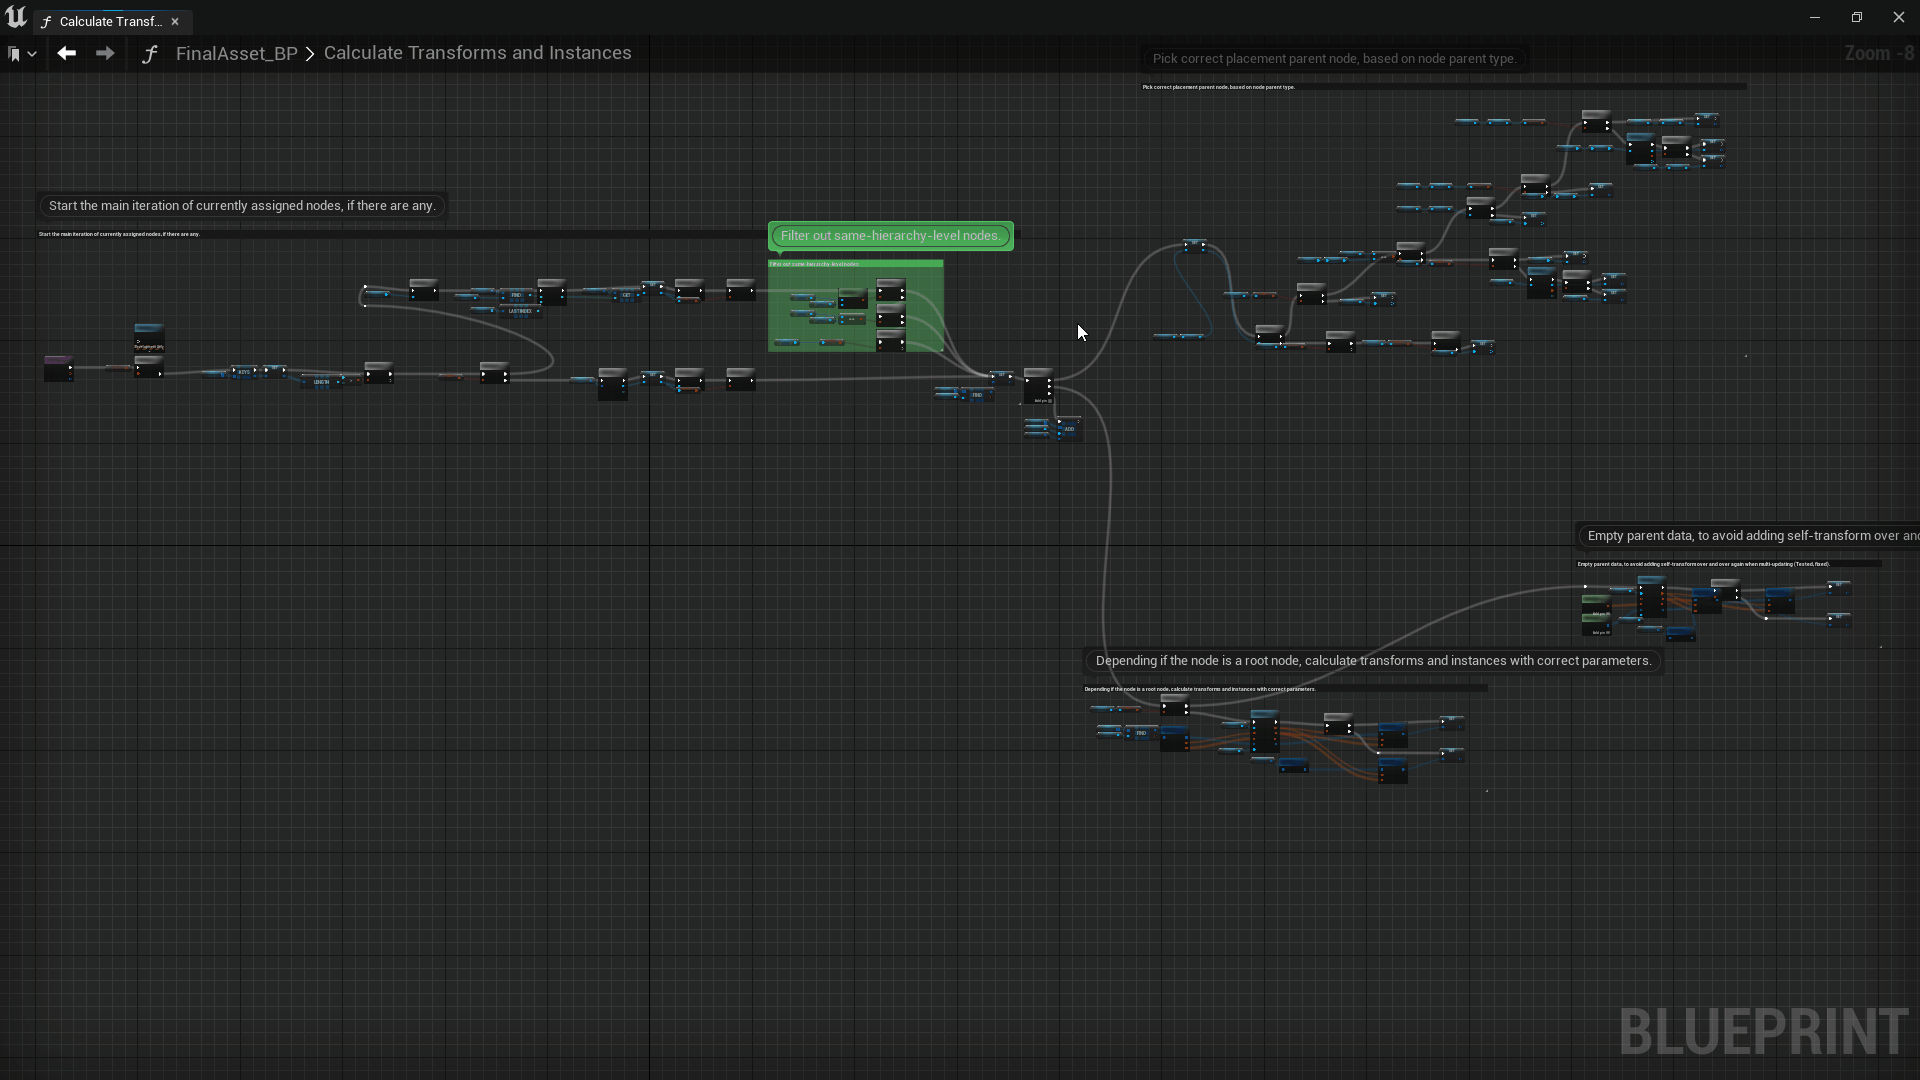 Calculate Transf...
FinalAsset_BP > Calculate Transforms and Instances
Zoom -8
Pick correct placement parent node, based on node parent type.
Pick correct placement parent node, based on node parent type.
Start the main iteration of currently assigned nodes, if there are any.
Start the main iteration of currently assigned nodes, if there are any.
Filter out same-hierarchy-level nodes.
Filter out same-hierarchy-level nodes.
FIND
GET
LAST INDEX
KEYS
LENGTH
FIND
Add pin
ADD
Empty parent data, to avoid adding self-transform over and
Empty parent data, to avoid adding self-transform over and over again when multi-updating (Tested, fixed).
Add pin
Add pin
Depending if the node is a root node, calculate transforms and instances with correct parameters.
Depending if the node is a root node, calculate transforms and instances with correct parameters.
FIND
BLUEPRINT